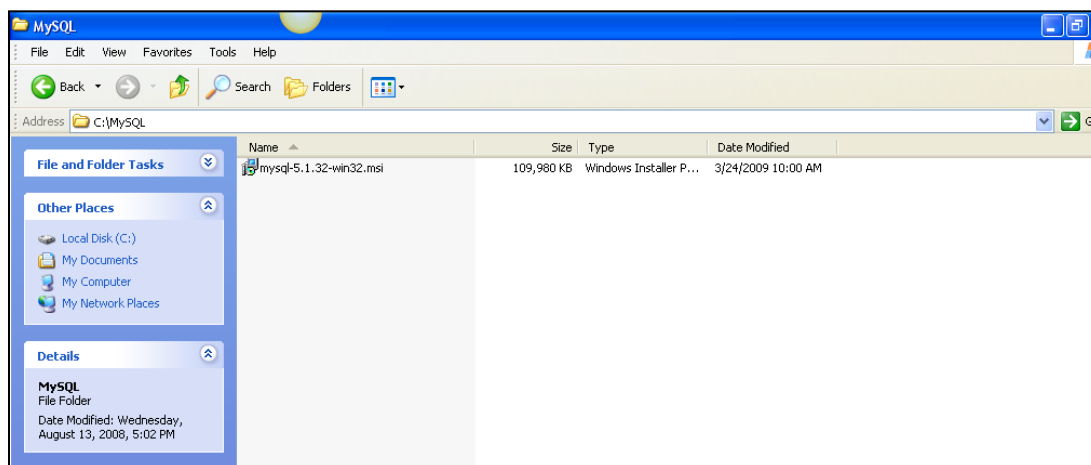 MySQL
File Edit View Favorites Tools Help
Back Search Folders
Address C:\MySQL
Name Size Type Date Modified
mysql-5.1.32-win32.msi 109,980 KB Windows Installer P... 3/24/2009 10:00 AM
File and Folder Tasks
Other Places
Local Disk (C:)
My Documents
My Computer
My Network Places
Details
MySQL
File Folder
Date Modified: Wednesday,
August 13, 2008, 5:02 PM